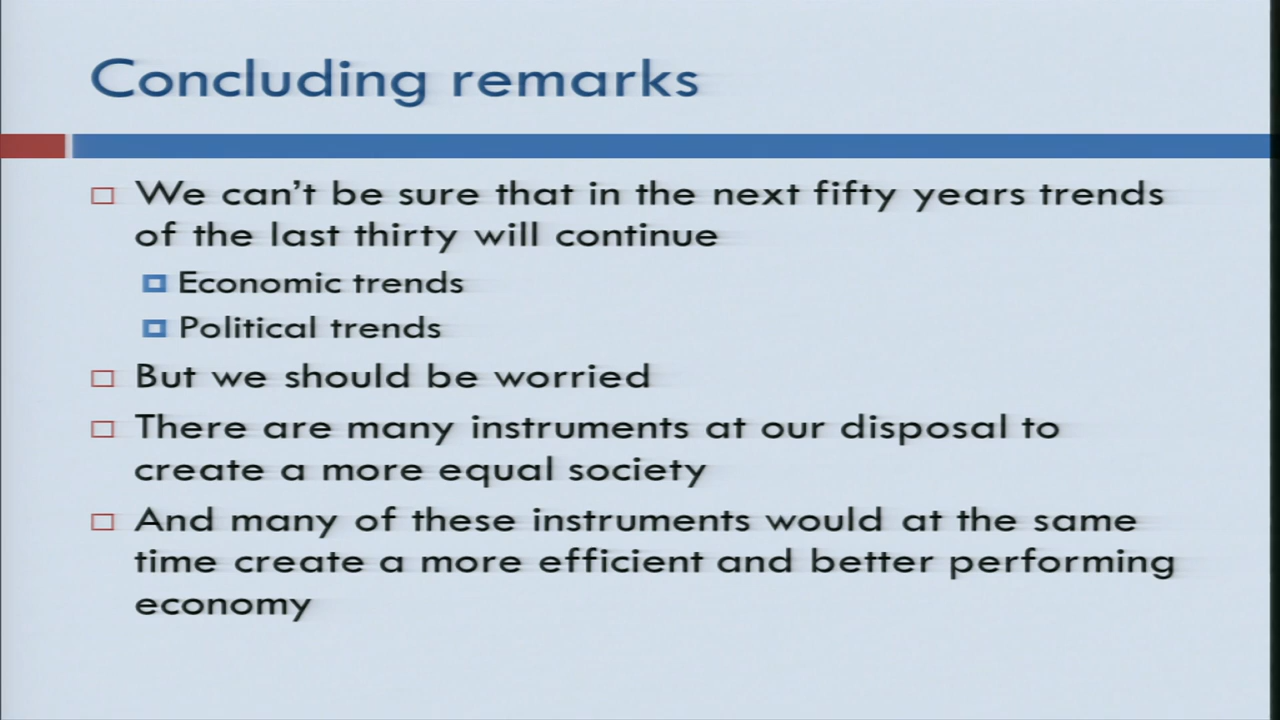 Concluding remarks
We can't be sure that in the next fifty years trends
of the last thirty will continue
Economic trends
Political trends
But we should be worried
There are many instruments at our disposal to
create a more equal society
And many of these instruments would at the same
time create a more efficient and better performing
economy